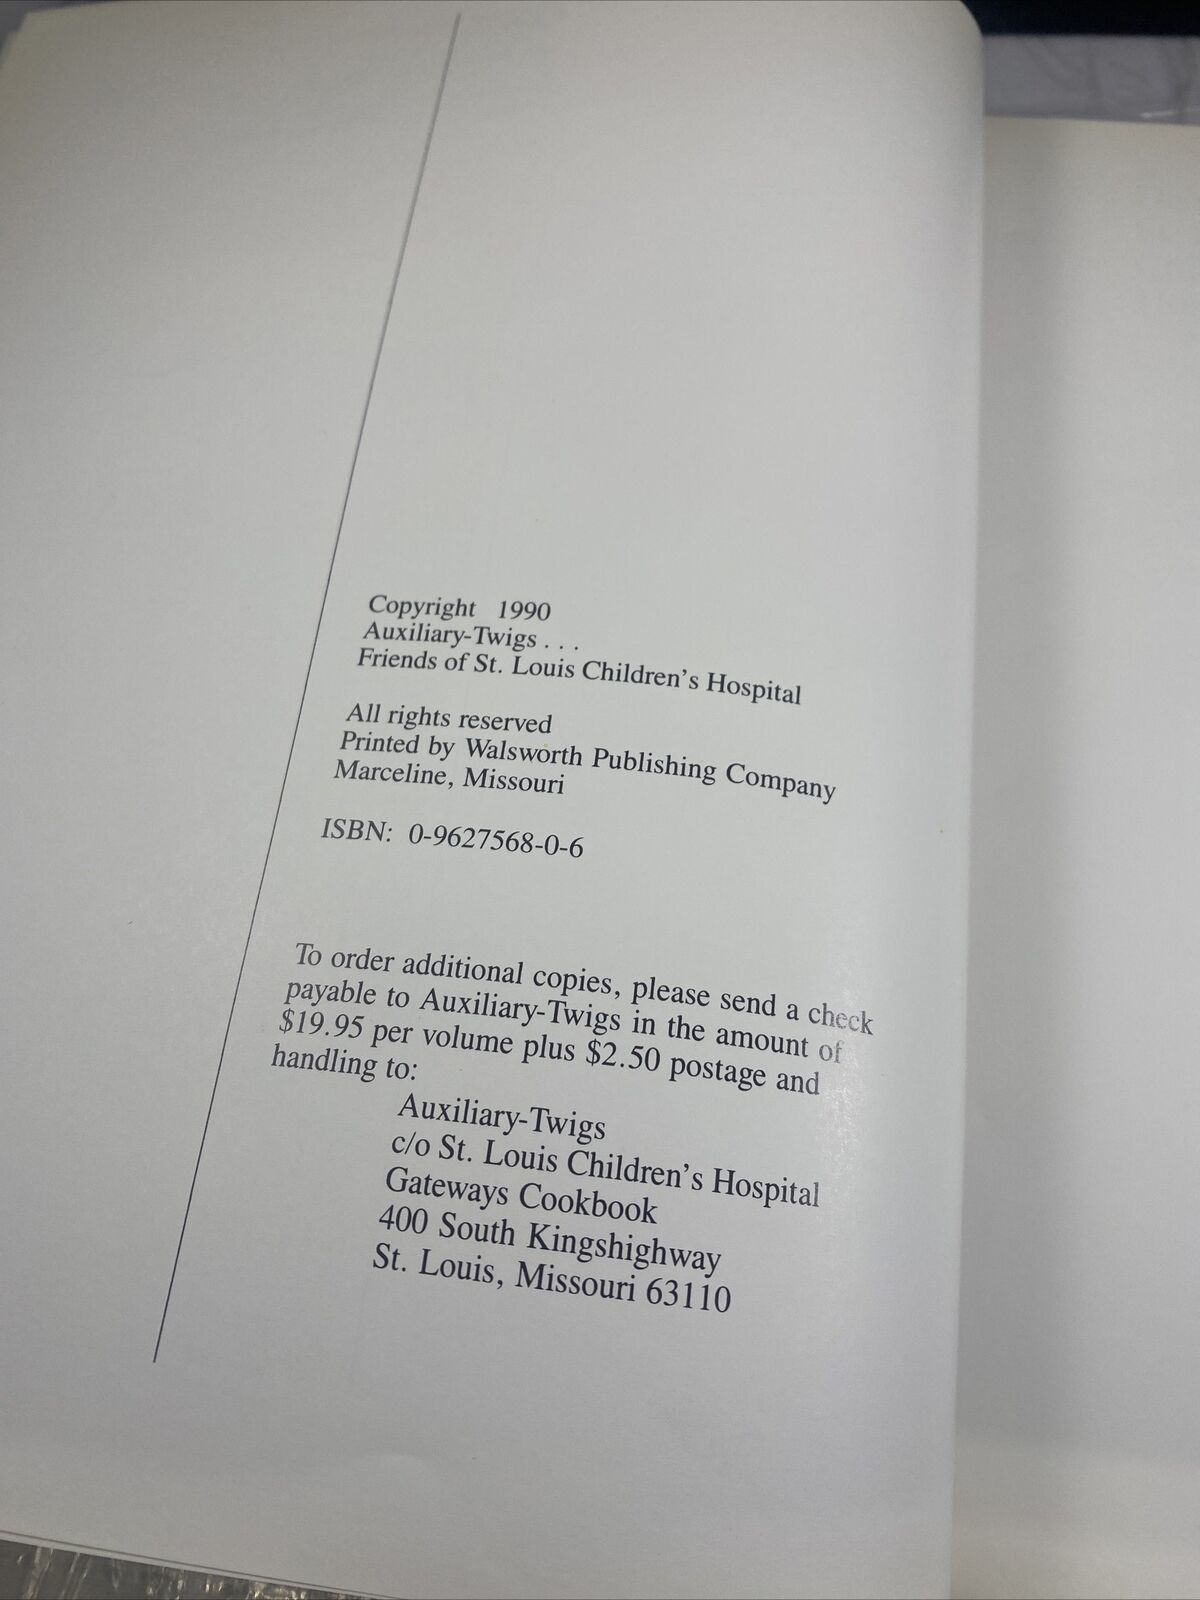 Copyright 1990
Auxiliary-Twigs . . .
Friends of St. Louis Children's Hospital
All rights reserved
Printed by Walsworth Publishing Company
Marceline, Missouri
ISBN: 0-9627568-0-6
To order additional copies, please send a check
payable to Auxiliary-Twigs in the amount of
$19.95 per volume plus $2.50 postage and
handling to:
Auxiliary-Twigs
c/o St. Louis Children's Hospital
Gateways Cookbook
400 South Kingshighway
St. Louis, Missouri 63110